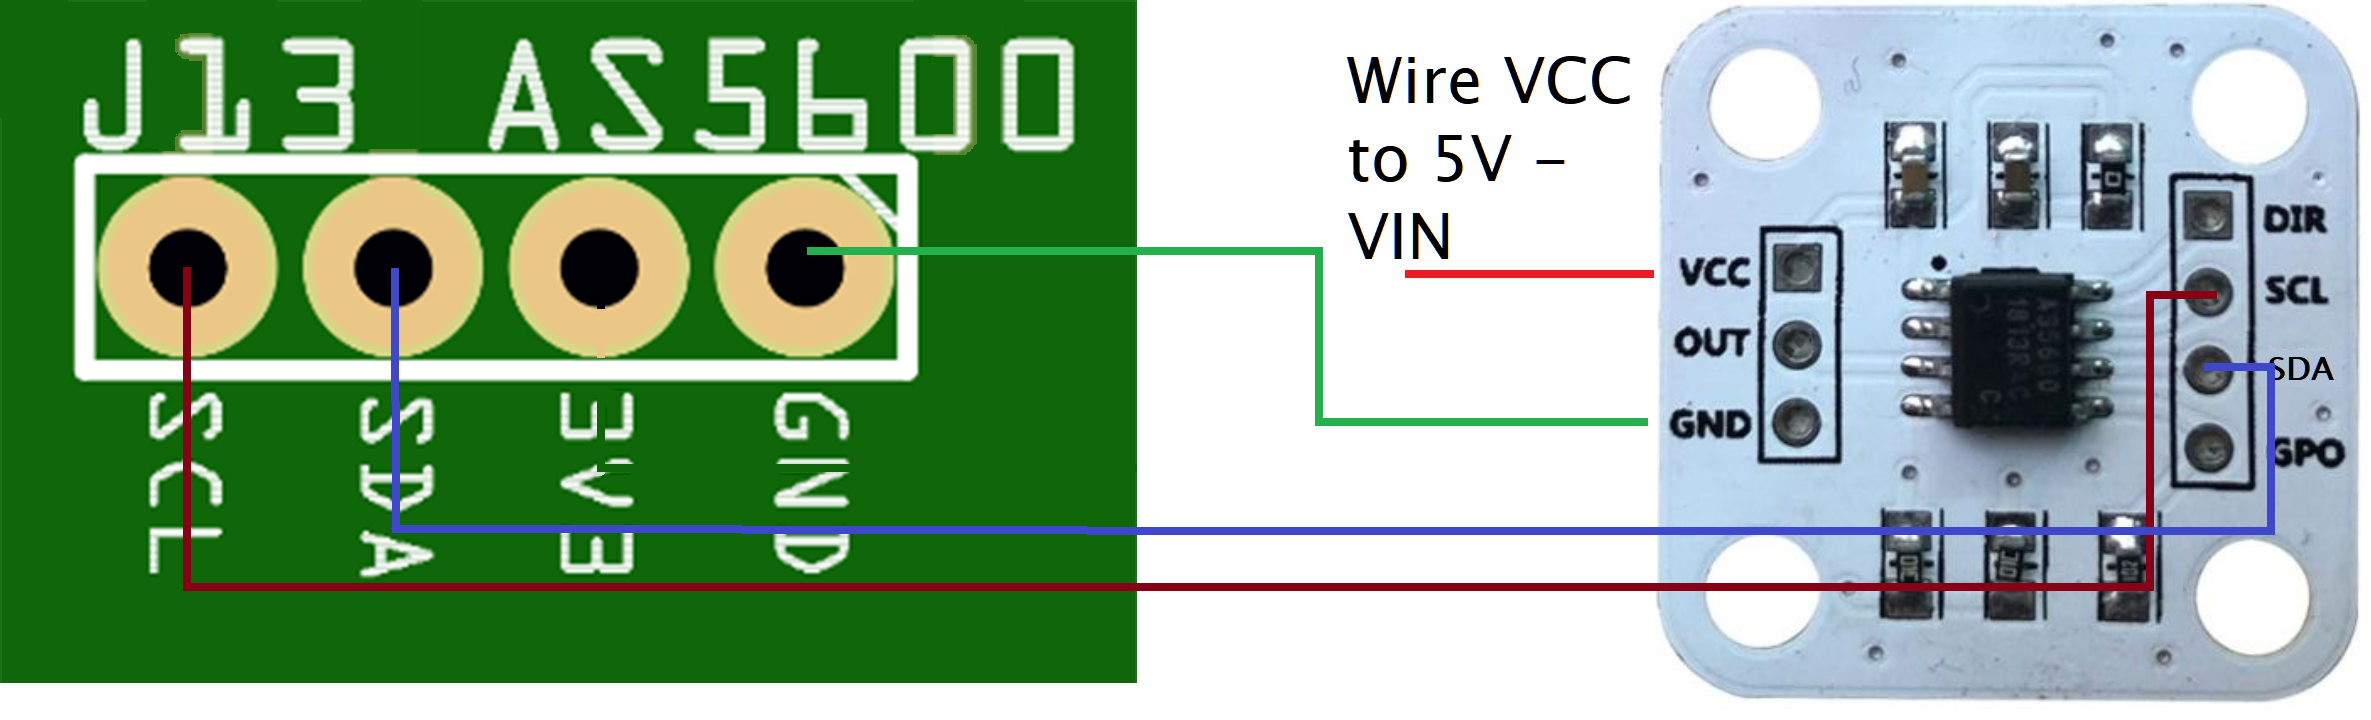 J13 AS5600
SCL
SDA
3V3
GND
Wire VCC
to 5V –
VIN
VCC
OUT
GND
DIR
SCL
SDA
GPO
AS5600
1813R C